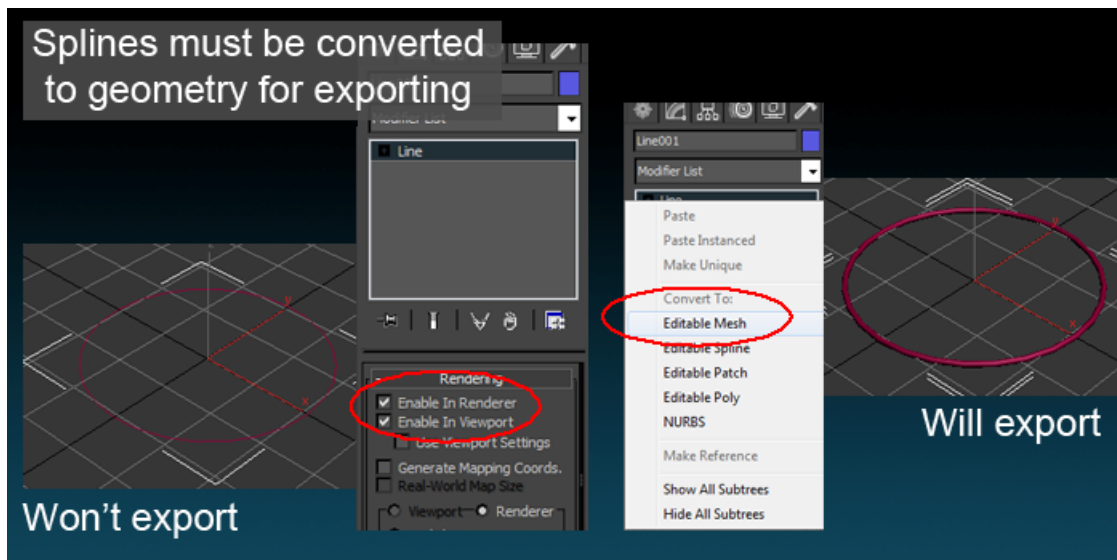 Splines must be converted
to geometry for exporting
Modifier List
Line
Rendering
Enable In Renderer
Enable In Viewport
Use Viewport Settings
Generate Mapping Coords.
Real-World Map Size
Viewport
Renderer
Line001
Modifier List
Line
Paste
Paste Instanced
Make Unique
Convert To:
Editable Mesh
Editable Spline
Editable Patch
Editable Poly
NURBS
Make Reference
Show All Subtrees
Hide All Subtrees
y
x
y
x
Won't export
Will export